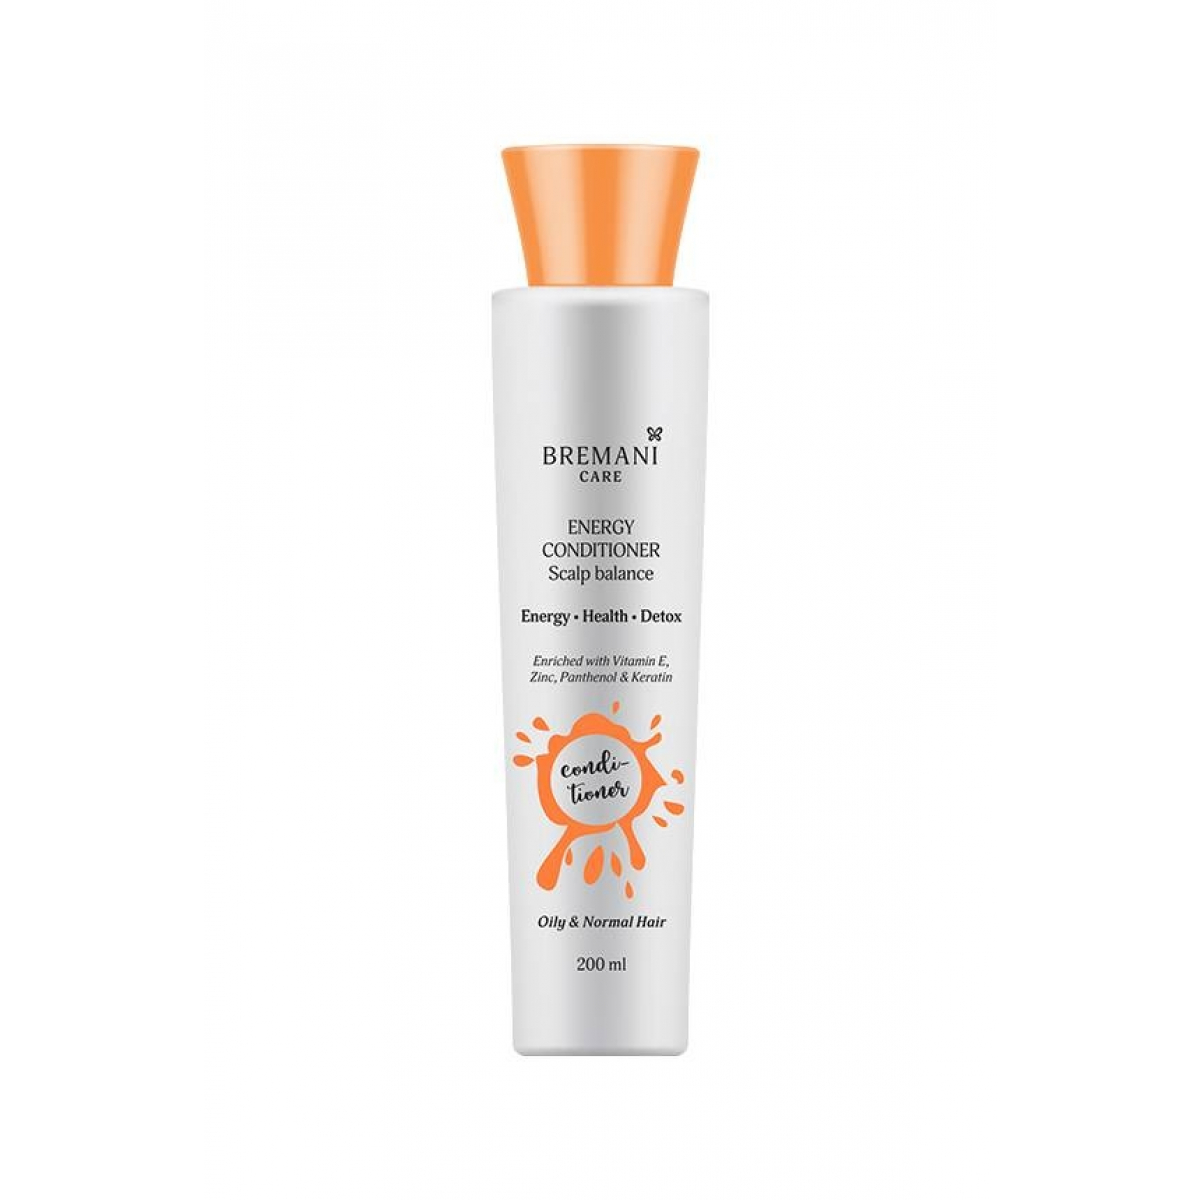 BREMANI
CARE
ENERGY
CONDITIONER
Scalp balance
Energy • Health • Detox
Enriched with Vitamin E,
Zinc, Panthenol & Keratin
condi-
tioner
Oily & Normal Hair
200 ml